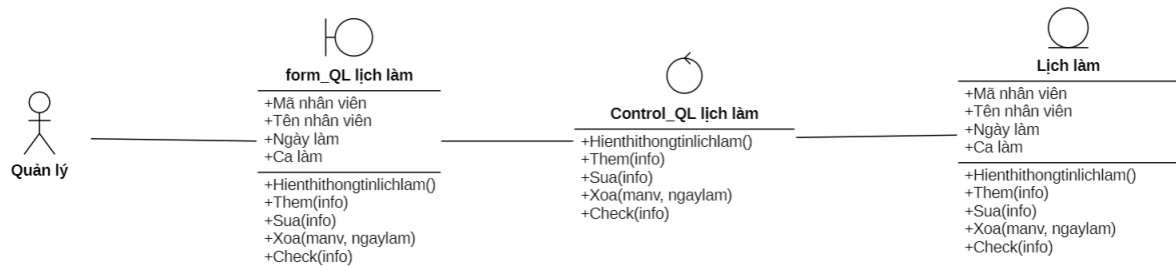 Quản lý
form_QL lịch làm
+Mã nhân viên
+Tên nhân viên
+Ngày làm
+Ca làm
+Hienthithongtinlichlam()
+Them(info)
+Sua(info)
+Xoa(manv, ngaylam)
+Check(info)
Control_QL lịch làm
+Hienthithongtinlichlam()
+Them(info)
+Sua(info)
+Xoa(manv, ngaylam)
+Check(info)
Lịch làm
+Mã nhân viên
+Tên nhân viên
+Ngày làm
+Ca làm
+Hienthithongtinlichlam()
+Them(info)
+Sua(info)
+Xoa(manv, ngaylam)
+Check(info)